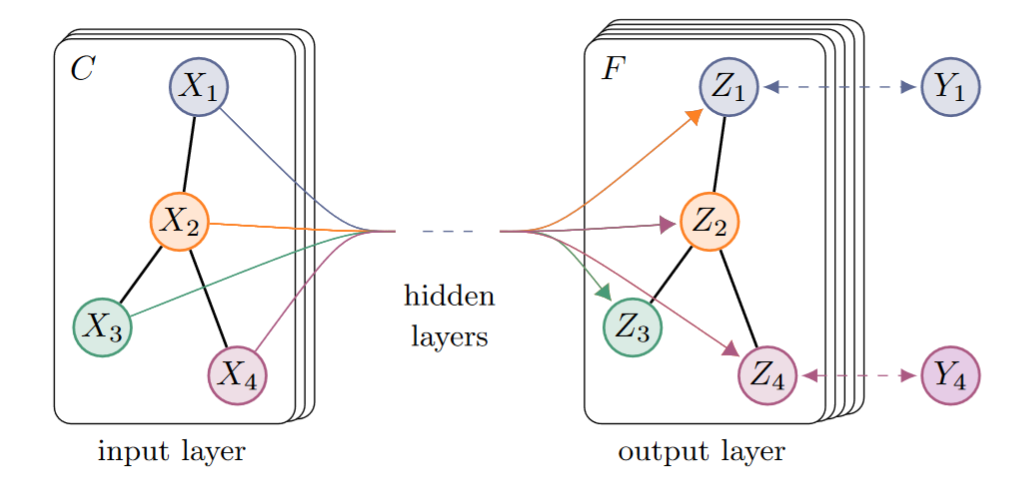 C
X₁
X₂
X₃
X₄
input layer
hidden
layers
F
Z₁
Z₂
Z₃
Z₄
output layer
Y₁
Y₄